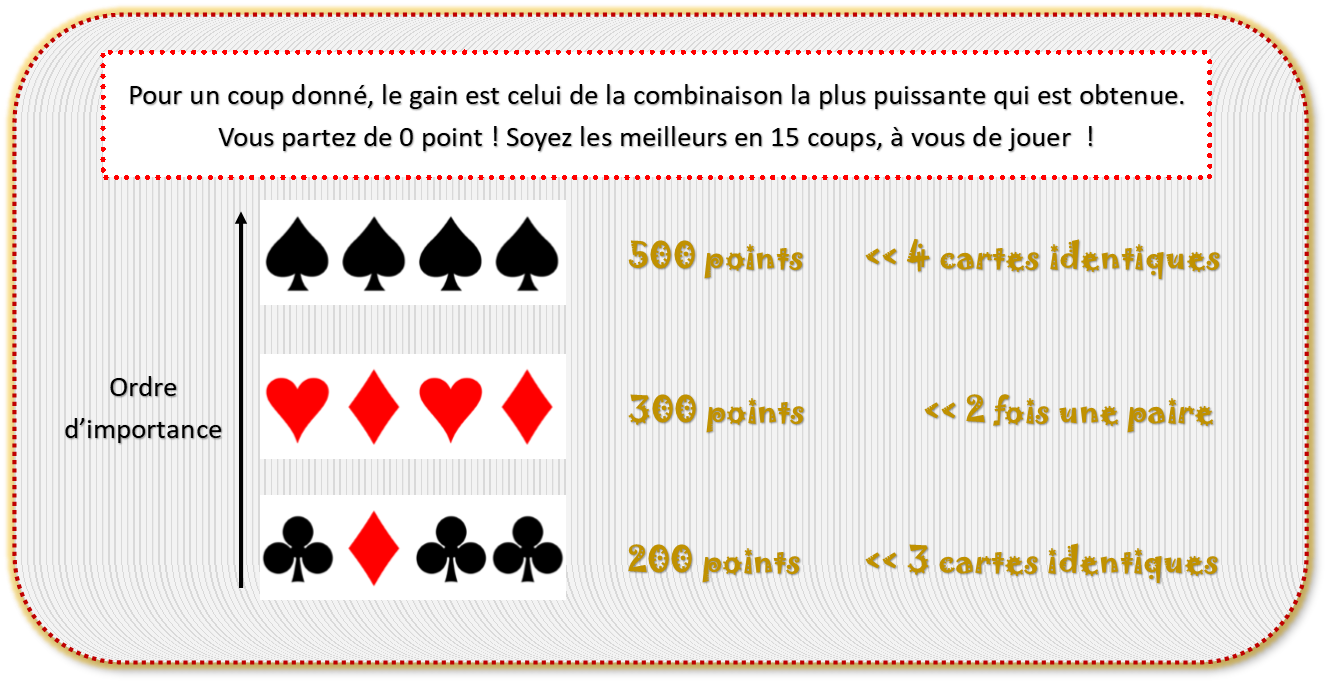 Pour un coup donné, le gain est celui de la combinaison la plus puissante qui est obtenue.
Vous partez de 0 point ! Soyez les meilleurs en 15 coups, à vous de jouer  !
500 points << 4 cartes identiques
Ordre
d’importance
300 points << 2 fois une paire
200 points << 3 cartes identiques